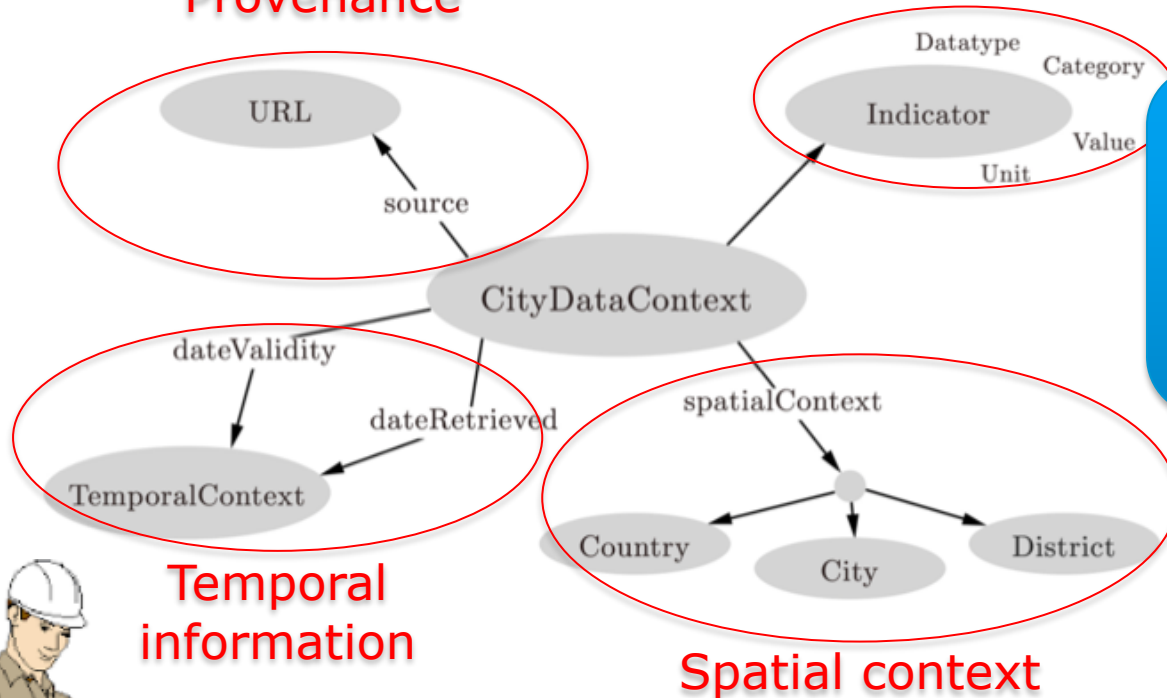 Provenance
Datatype
Category
URL
Indicator
Value
Unit
source
CityDataContext
dateValidity
spatialContext
dateRetrieved
TemporalContext
Country
City
District
Temporal
information
Spatial context